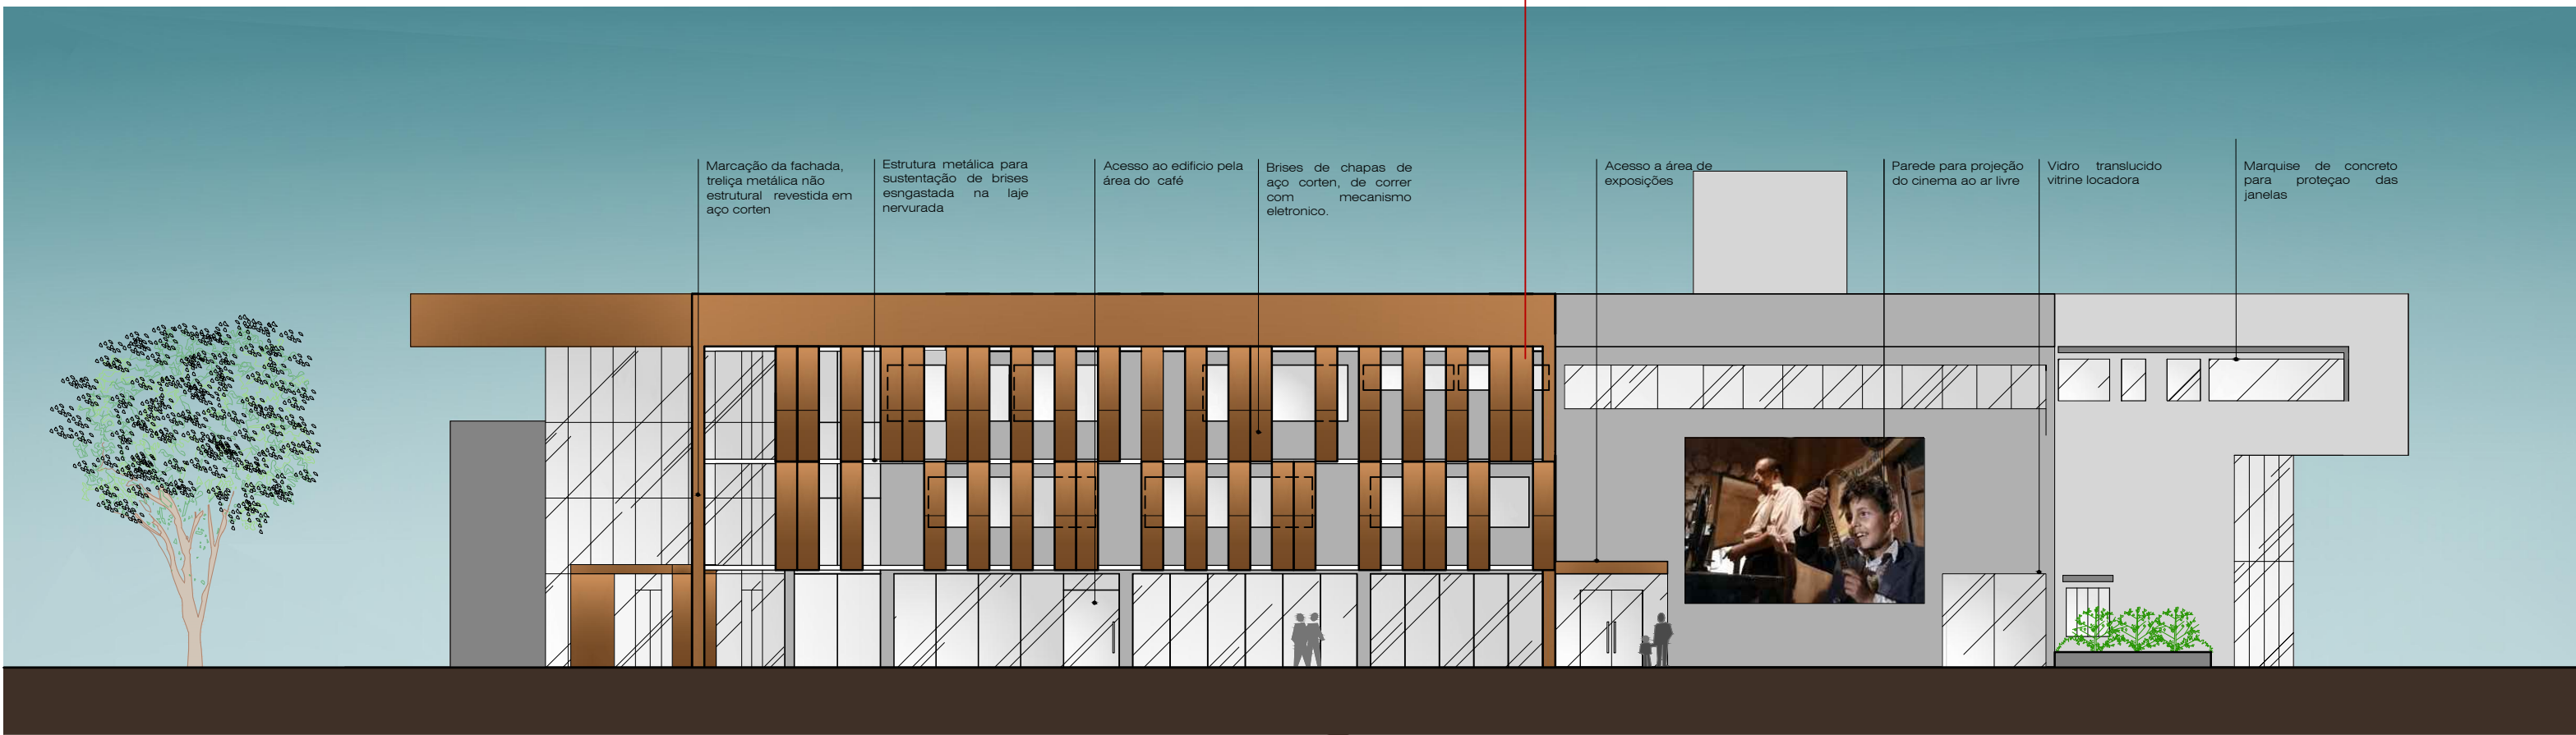 Marcação da fachada,
treliça metálica não
estrutural revestida em
aço corten
Estrutura metálica para
sustentação de brises
esngastada na laje
nervurada
Acesso ao edificio pela
área do café
Brises de chapas de
aço corten, de correr
com mecanismo
eletronico.
Acesso a área de
exposições
Parede para projeção
do cinema ao ar livre
Vidro translucido
vitrine locadora
Marquise de concreto
para proteçao das
janelas